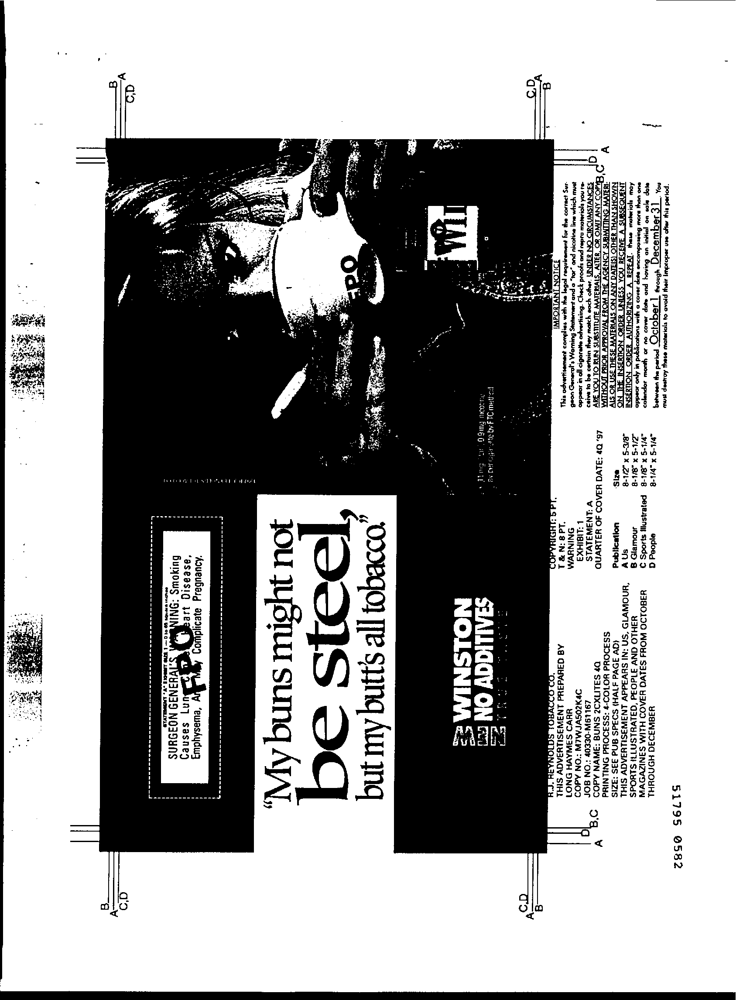 SURGEON GENERAL'S WARNING: Smoking
Causes Lung Heart Disease,
Emphysema, And May Complicate Pregnancy.
FPO
"My buns might not
be steel,
but my butt's all tobacco."
NEW WINSTON
NO ADDITIVES
FPO
Wi
R.J. REYNOLDS TOBACCO CO.
THIS ADVERTISEMENT PREPARED BY
LONG HAYMES CARR
COPY NO.: M7WJA502K4C
JOB NO.: 40330-M61167
COPY NAME: BUNS 2CXLITES 4Q
PRINTING PROCESS: 4-COLOR PROCESS
SIZE: SEE PUB SPECS (HALF PAGE AD)
THIS ADVERTISEMENT APPEARS IN: US, GLAMOUR,
SPORTS ILLUSTRATED, PEOPLE AND OTHER
MAGAZINES WITH COVER DATES FROM OCTOBER
THROUGH DECEMBER
COPYRIGHT: 5 PT.
T & N: 8 PT.
WARNING
EXHIBIT: 1
STATEMENT: A
QUARTER OF COVER DATE: 4Q '97
Publication Size
A Us 8-1/2" x 5-3/8"
B Glamour 8-1/8" x 5-1/2"
C Sports Illustrated 8-1/8" x 5-1/4"
D People 8-1/4" x 5-1/4"
IMPORTANT NOTICE
This advertisement complies with the legal requirement for the correct Sur-
geon General's Warning Statement and a "tar" and nicotine line which must
appear in all cigarette advertising. Check proofs and repro materials you re-
ceive to be certain they match each other. UNDER NO CIRCUMSTANCES
ARE YOU TO RUN SUBSTITUTE MATERIALS, ALTER OR OMIT ANY COPY
WITHOUT PRIOR APPROVAL FROM THE AGENCY SUBMITTING MATERI-
ALS OR USE THESE MATERIALS ON ANY DATE(S) OTHER THAN SHOWN
ON THE INSERTION ORDER UNLESS YOU RECEIVE A SUBSEQUENT
INSERTION ORDER AUTHORIZING A REPEAT. These materials may
appear only in publications with a cover date encompassing more than one
calendar month or no cover date and having an initial on sale date
between the period October 1 through December 31. You
must destroy these materials to avoid their improper use after this period.
51795 0582
B
A
C,D
C,D
A
B
A
D
B,C
B
A
C,D
C,D
A
B
D
B,C
A